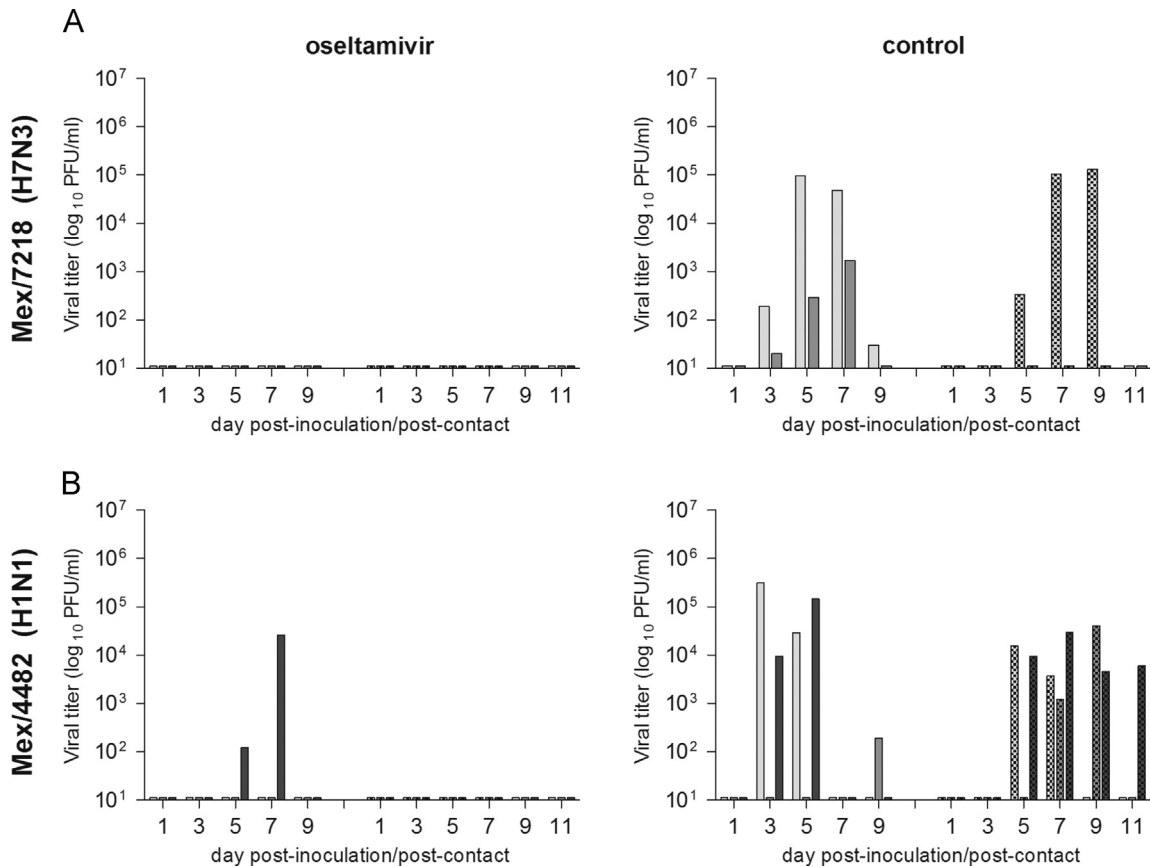 A
oseltamivir
control
Mex/7218 (H7N3)
Viral titer (log10 PFU/ml)
10^7
10^6
10^5
10^4
10^3
10^2
10^1
1 3 5 7 9 1 3 5 7 9 11
day post-inoculation/post-contact
Viral titer (log10 PFU/ml)
10^7
10^6
10^5
10^4
10^3
10^2
10^1
1 3 5 7 9 1 3 5 7 9 11
day post-inoculation/post-contact
B
Mex/4482 (H1N1)
Viral titer (log10 PFU/ml)
10^7
10^6
10^5
10^4
10^3
10^2
10^1
1 3 5 7 9 1 3 5 7 9 11
day post-inoculation/post-contact
Viral titer (log10 PFU/ml)
10^7
10^6
10^5
10^4
10^3
10^2
10^1
1 3 5 7 9 1 3 5 7 9 11
day post-inoculation/post-contact